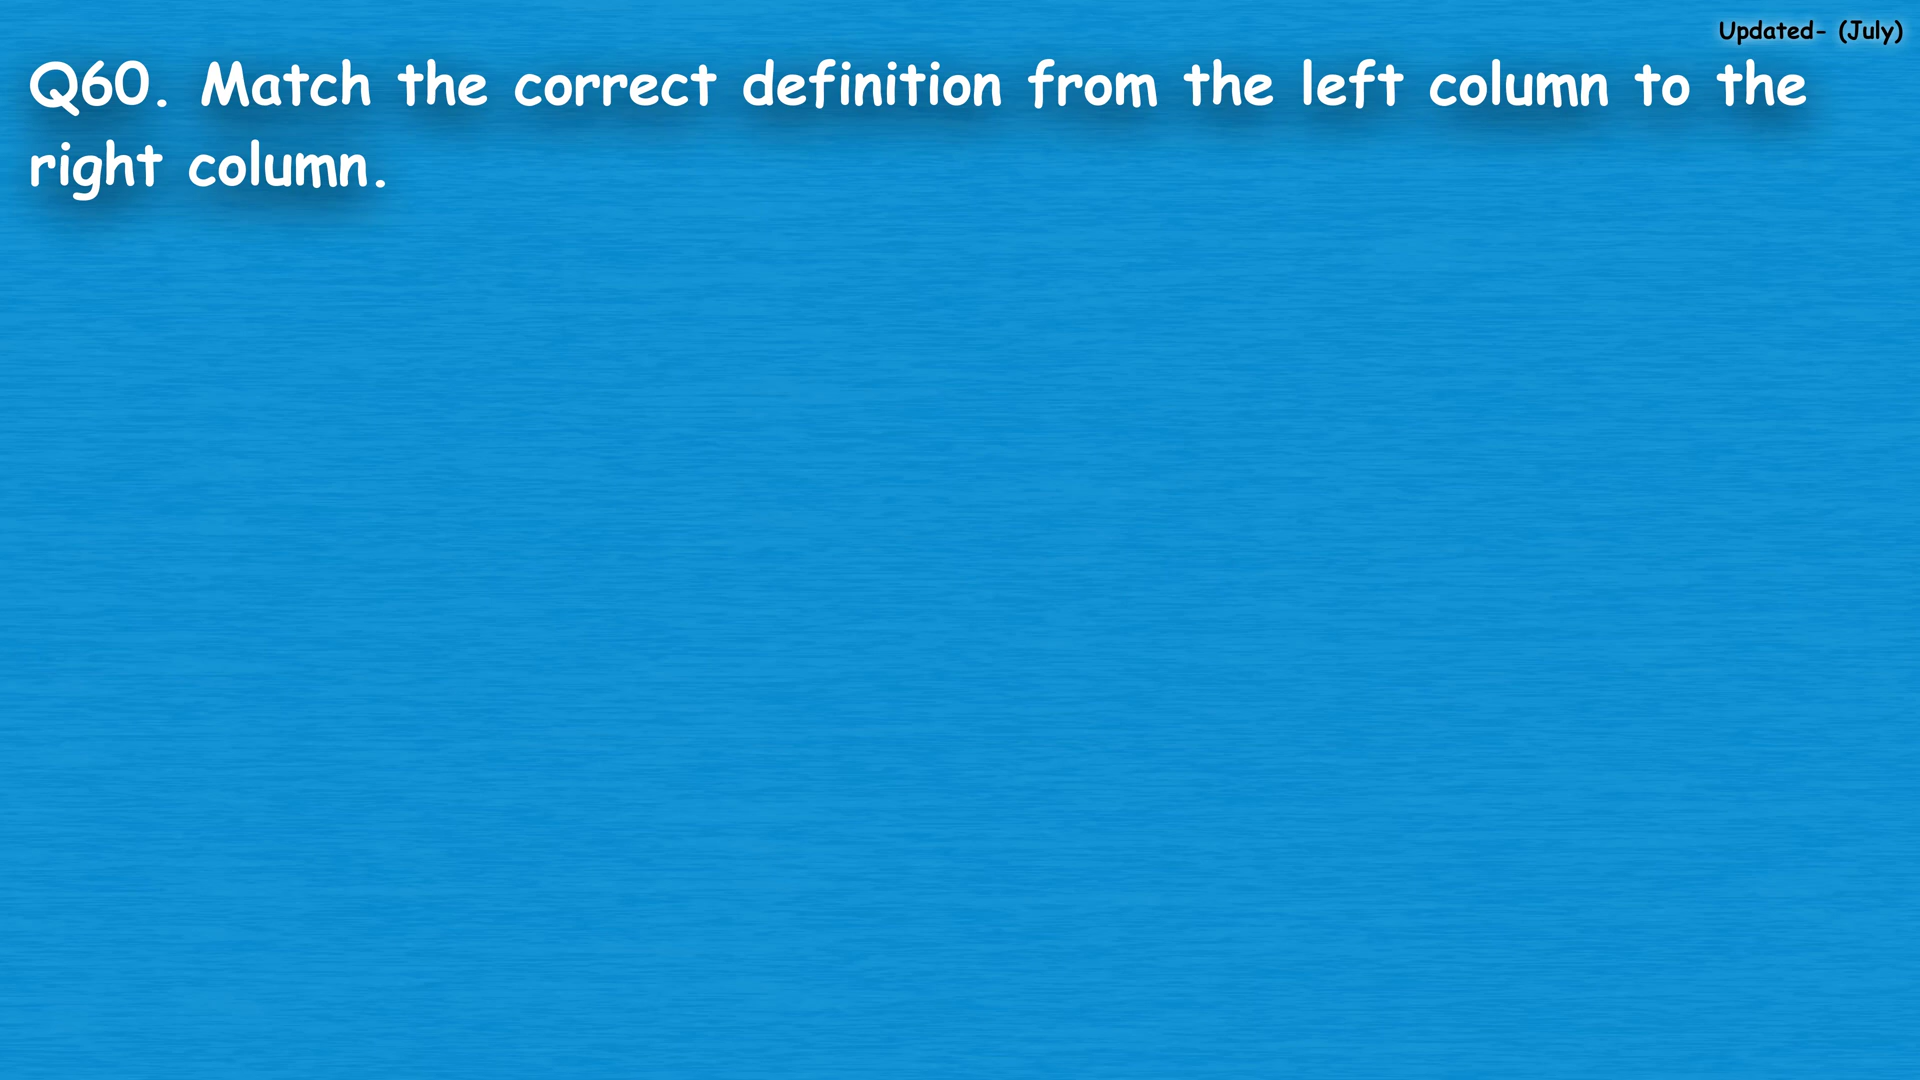 Updated- (July)
Q60. Match the correct definition from the left column to the
right column.